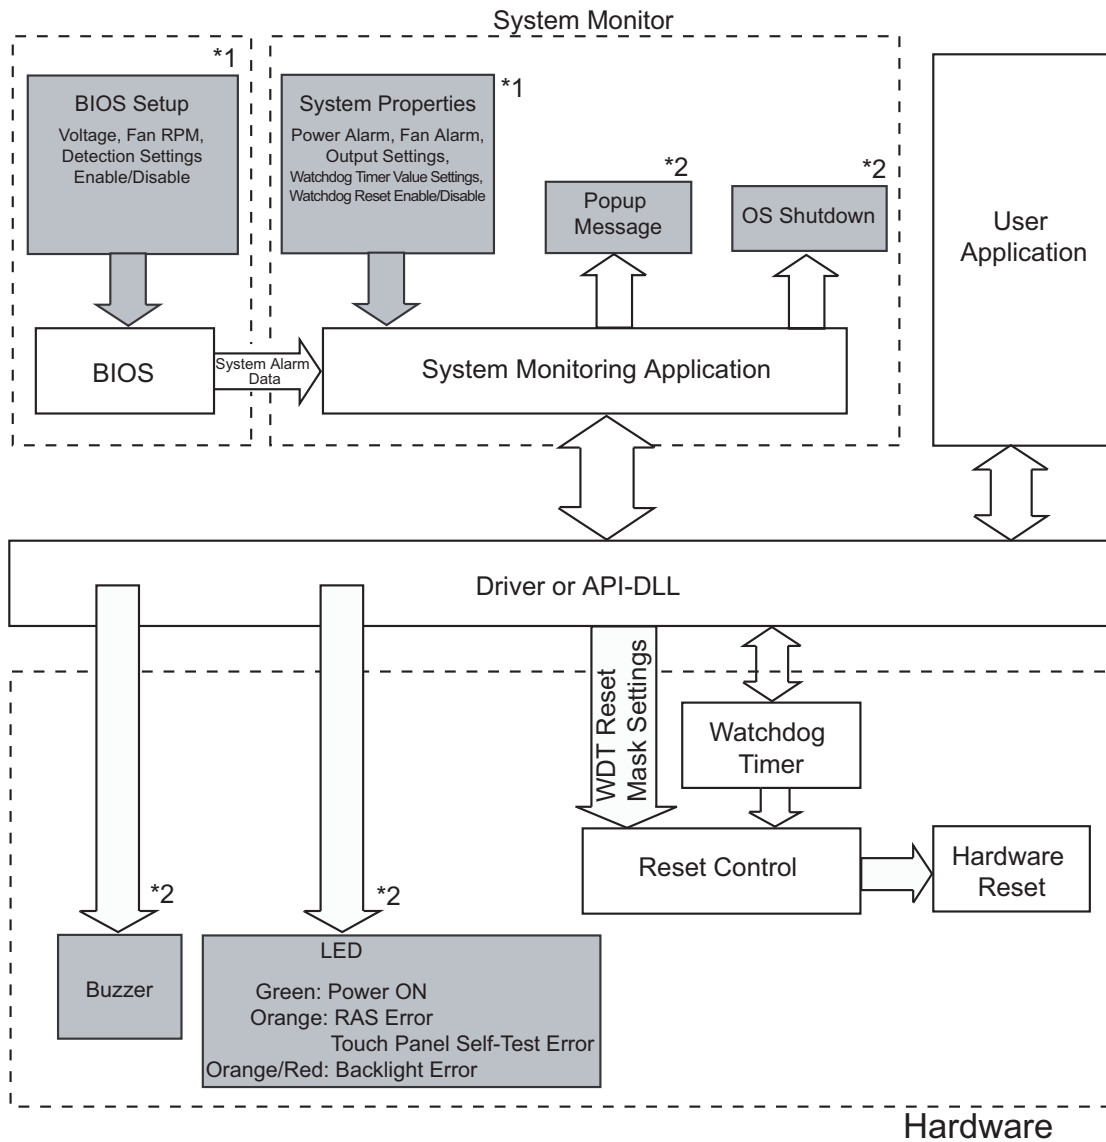 System Monitor
*1
BIOS Setup
Voltage, Fan RPM,
Detection Settings
Enable/Disable
*1
System Properties
Power Alarm, Fan Alarm,
Output Settings,
Watchdog Timer Value Settings,
Watchdog Reset Enable/Disable
*2
Popup
Message
*2
OS Shutdown
User
Application
BIOS
System Alarm
Data
System Monitoring Application
Driver or API-DLL
WDT Reset
Mask Settings
Watchdog
Timer
Reset Control
Hardware
Reset
*2
Buzzer
*2
LED
Green: Power ON
Orange: RAS Error
Touch Panel Self-Test Error
Orange/Red: Backlight Error
Hardware